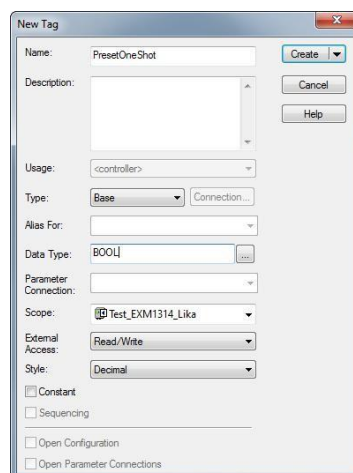 New Tag
Name: PresetOneShot Create
Description: Cancel
Help
Usage: <controller>
Type: Base Connection...
Alias For:
Data Type: BOOL ...
Parameter
Connection:
Scope: Test_EXM1314_Lika
External
Access: Read/Write
Style: Decimal
Constant
Sequencing
Open Configuration
Open Parameter Connections